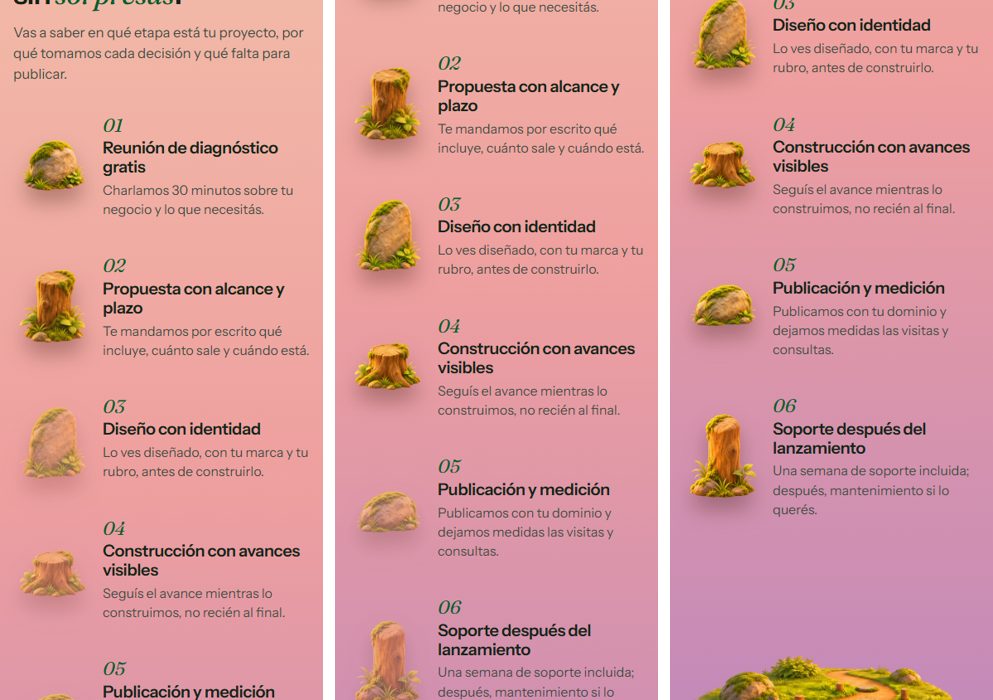 sin sorpresas.
Vas a saber en qué etapa está tu proyecto, por
qué tomamos cada decisión y qué falta para
publicar.
01
Reunión de diagnóstico
gratis
Charlamos 30 minutos sobre tu
negocio y lo que necesitás.
02
Propuesta con alcance y
plazo
Te mandamos por escrito qué
incluye, cuánto sale y cuándo está.
03
Diseño con identidad
Lo ves diseñado, con tu marca y tu
rubro, antes de construirlo.
04
Construcción con avances
visibles
Seguís el avance mientras lo
construimos, no recién al final.
05
Publicación y medición
negocio y lo que necesitás.
02
Propuesta con alcance y
plazo
Te mandamos por escrito qué
incluye, cuánto sale y cuándo está.
03
Diseño con identidad
Lo ves diseñado, con tu marca y tu
rubro, antes de construirlo.
04
Construcción con avances
visibles
Seguís el avance mientras lo
construimos, no recién al final.
05
Publicación y medición
Publicamos con tu dominio y
dejamos medidas las visitas y
consultas.
06
Soporte después del
lanzamiento
Una semana de soporte incluida;
después, mantenimiento si lo
03
Diseño con identidad
Lo ves diseñado, con tu marca y tu
rubro, antes de construirlo.
04
Construcción con avances
visibles
Seguís el avance mientras lo
construimos, no recién al final.
05
Publicación y medición
Publicamos con tu dominio y
dejamos medidas las visitas y
consultas.
06
Soporte después del
lanzamiento
Una semana de soporte incluida;
después, mantenimiento si lo
querés.